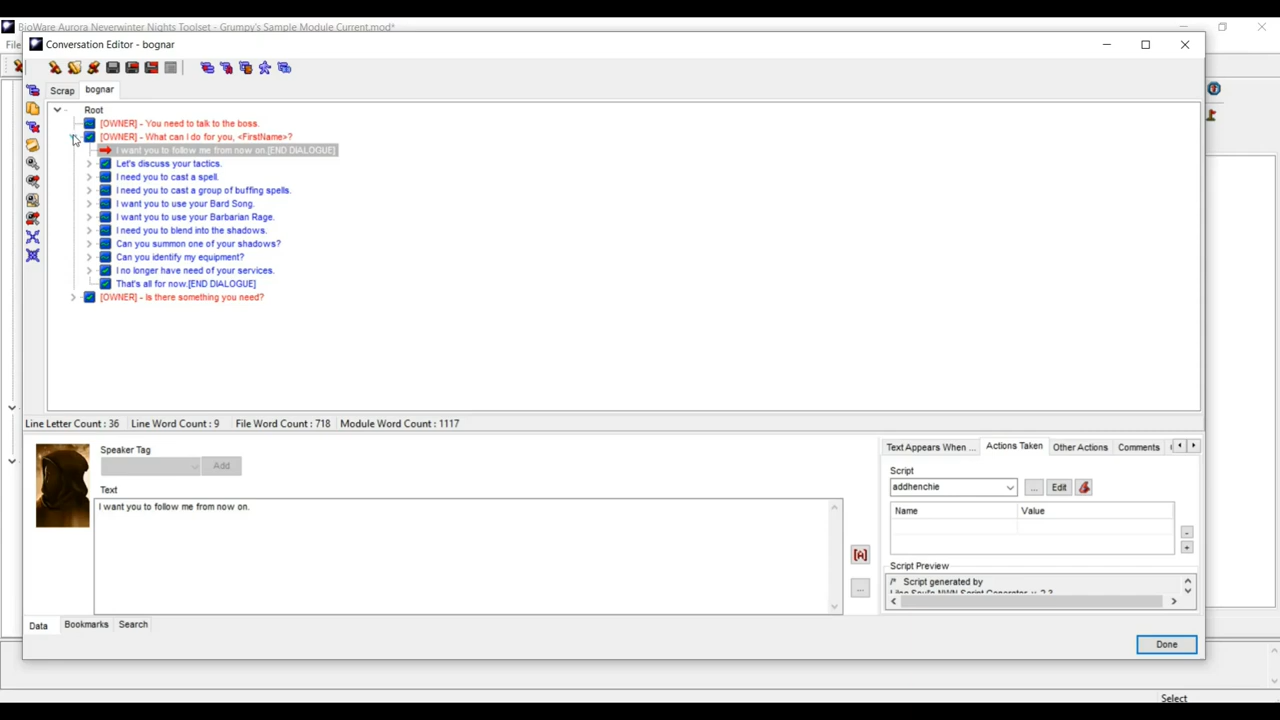 BioWare Aurora Neverwinter Nights Toolset - Grumpy's Sample Module Current.mod*
Conversation Editor - bognar
Scrap
bognar
Root
[OWNER] - You need to talk to the boss.
[OWNER] - What can I do for you, <FirstName>?
I want you to follow me from now on.[END DIALOGUE]
Let's discuss your tactics.
I need you to cast a spell.
I need you to cast a group of buffing spells.
I want you to use your Bard Song.
I want you to use your Barbarian Rage.
I need you to blend into the shadows.
Can you summon one of your shadows?
Can you identify my equipment?
I no longer have need of your services.
That's all for now.[END DIALOGUE]
[OWNER] - Is there something you need?
Line Letter Count : 36 Line Word Count : 9 File Word Count : 718 Module Word Count : 1117
Speaker Tag
Add
Text
I want you to follow me from now on.
[A]
...
Text Appears When ... Actions Taken Other Actions Comments
Script
addhenchie
... Edit
Name Value
-
+
Script Preview
/* Script generated by
Lilac Soul's NWN Script Generator, v. 2.3
Data Bookmarks Search
Done
Select